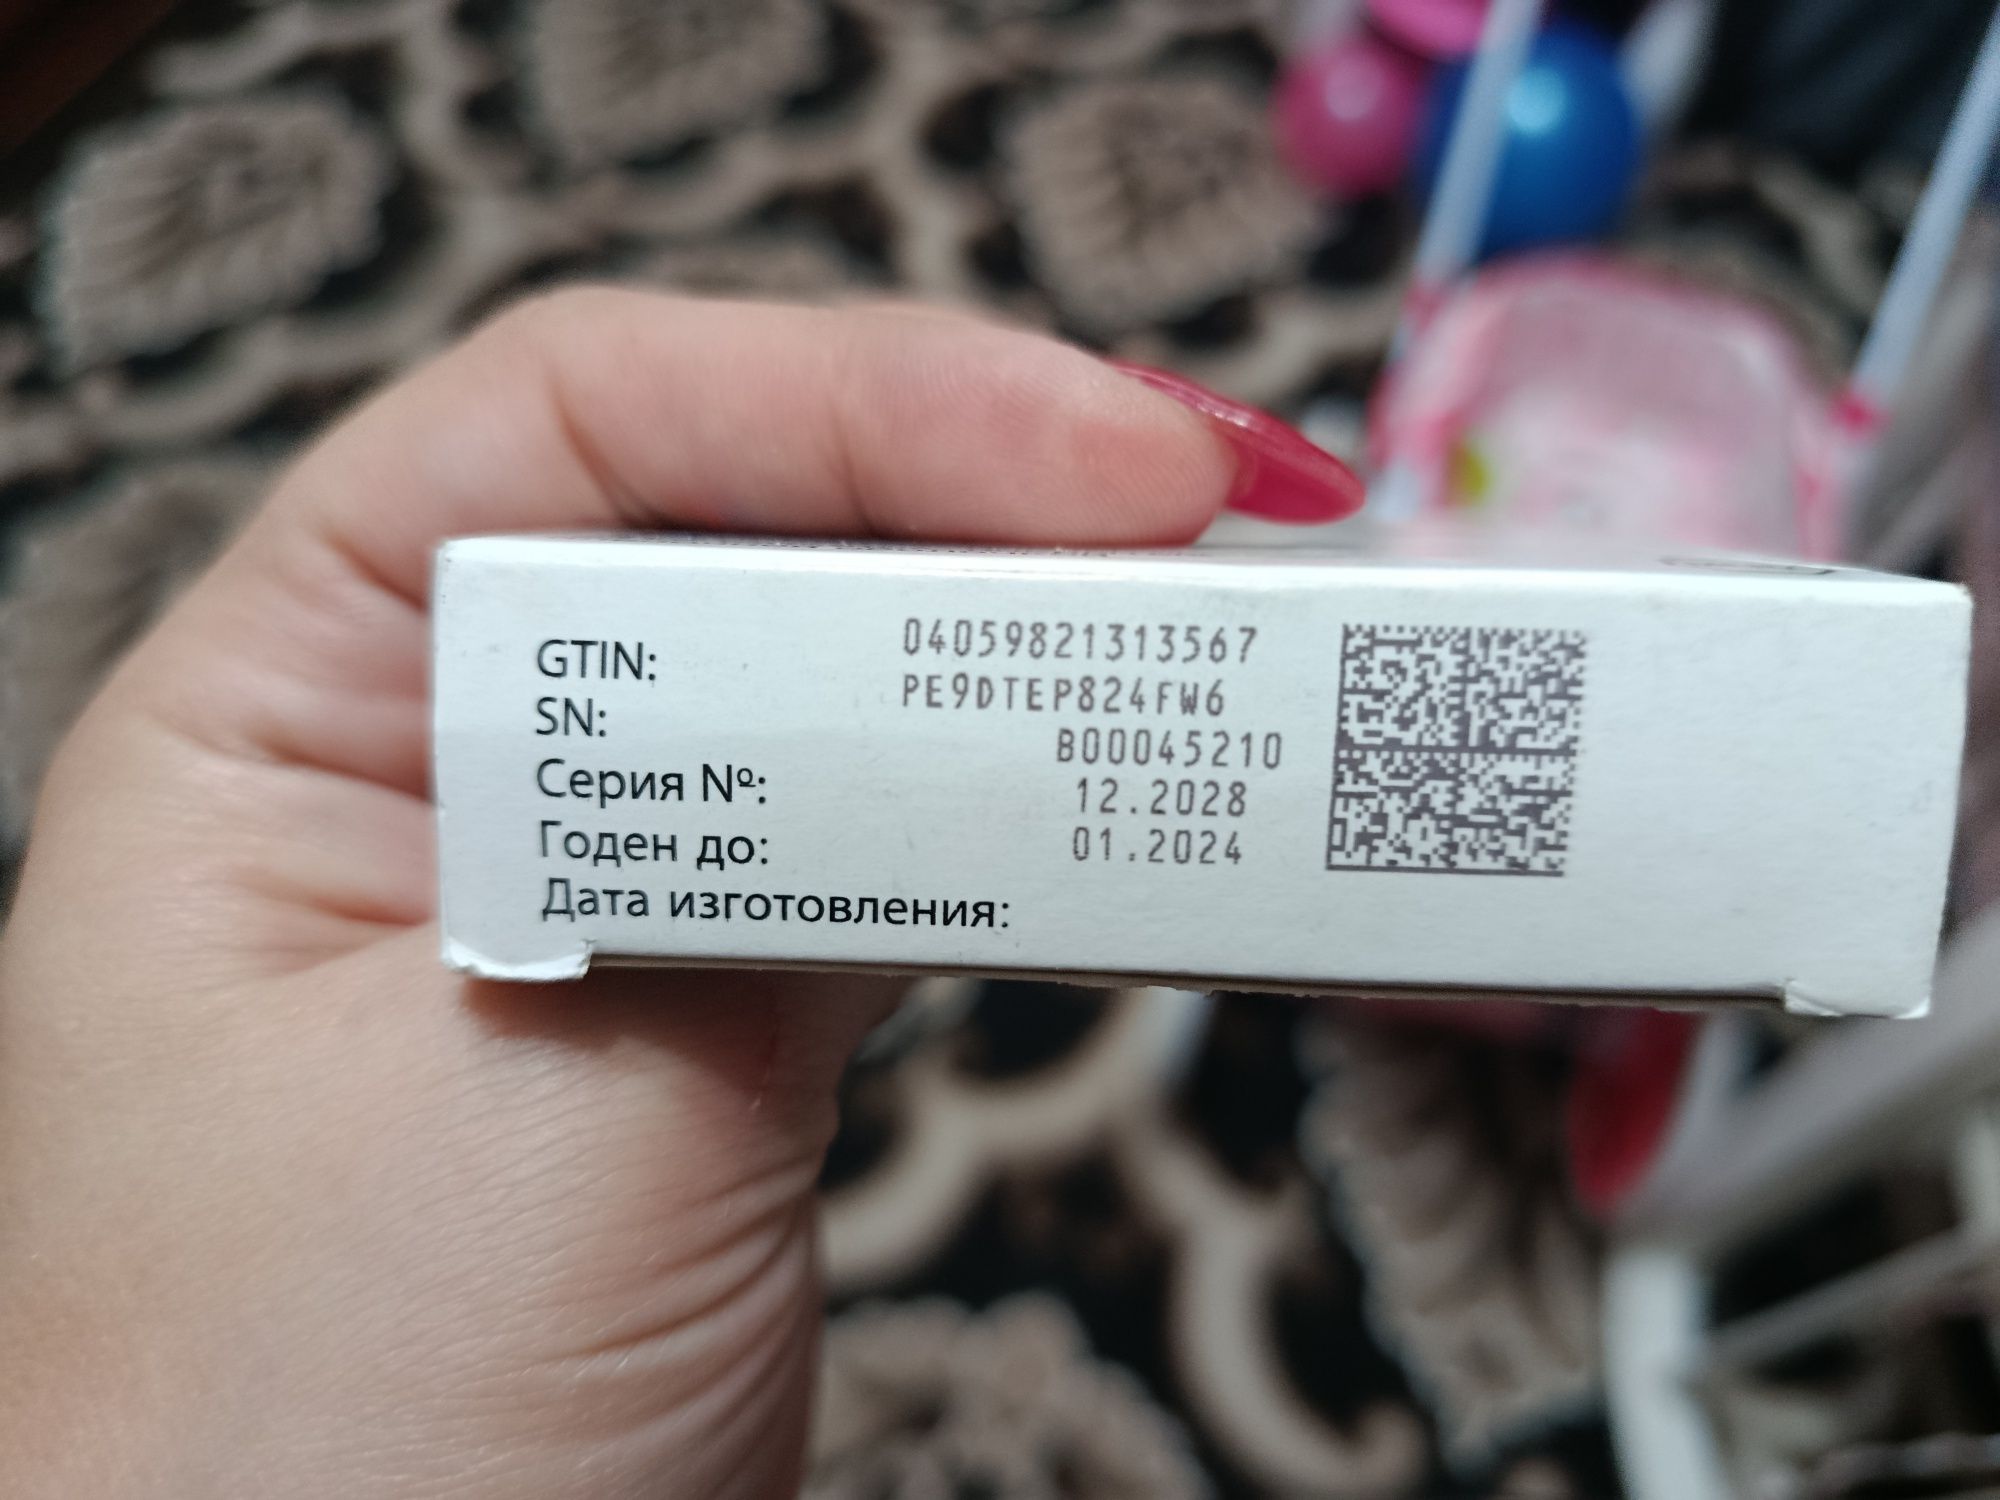 GTIN: 04059821313567
SN: PE9DTEP824FW6
Серия №: B00045210
Годен до: 12.2028
Дата изготовления: 01.2024